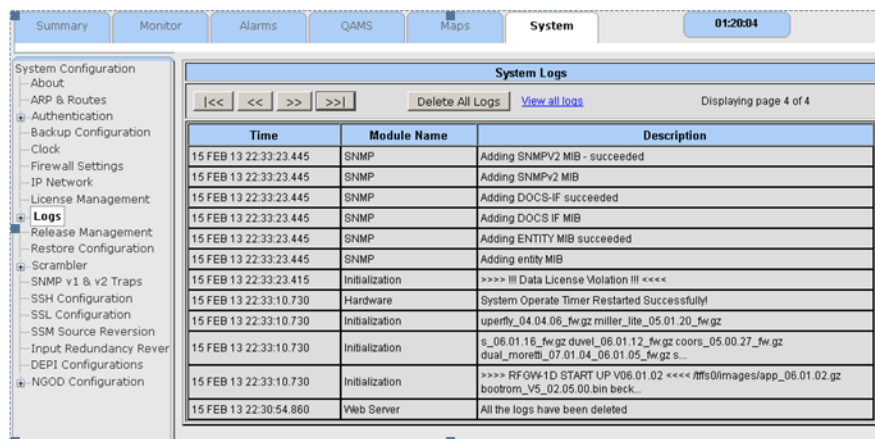 Summary Monitor Alarms QAMS Maps System 01:20:04
System Configuration
About
ARP & Routes
Authentication
Backup Configuration
Clock
Firewall Settings
IP Network
License Management
Logs
Release Management
Restore Configuration
Scrambler
SNMP v1 & v2 Traps
SSH Configuration
SSL Configuration
SSM Source Reversion
Input Redundancy Rever
DEPI Configurations
NGOD Configuration
System Logs
|<< << >> >>| Delete All Logs View all logs Displaying page 4 of 4
Time Module Name Description
15 FEB 13 22:33:23.445 SNMP Adding SNMPV2 MIB - succeeded
15 FEB 13 22:33:23.445 SNMP Adding SNMPv2 MIB
15 FEB 13 22:33:23.445 SNMP Adding DOCS-IF succeeded
15 FEB 13 22:33:23.445 SNMP Adding DOCS IF MIB
15 FEB 13 22:33:23.445 SNMP Adding ENTITY MIB succeeded
15 FEB 13 22:33:23.445 SNMP Adding entity MIB
15 FEB 13 22:33:23.415 Initialization >>>> !!! Data License Violation !!! <<<<
15 FEB 13 22:33:10.730 Hardware System Operate Timer Restarted Successfully!
15 FEB 13 22:33:10.730 Initialization uperfly_04.04.06_fw.gz miller_lite_05.01.20_fw.gz
15 FEB 13 22:33:10.730 Initialization s_06.01.16_fw.gz duvel_06.01.12_fw.gz coors_05.00.27_fw.gz
dual_moretti_07.01.04_06.01.05_fw.gz s...
15 FEB 13 22:33:10.730 Initialization >>>> RFGW-1D START UP V06.01.02 <<<< /tffs0/images/app_06.01.02.gz
bootrom_V5_02.05.00.bin beck...
15 FEB 13 22:30:54.860 Web Server All the logs have been deleted